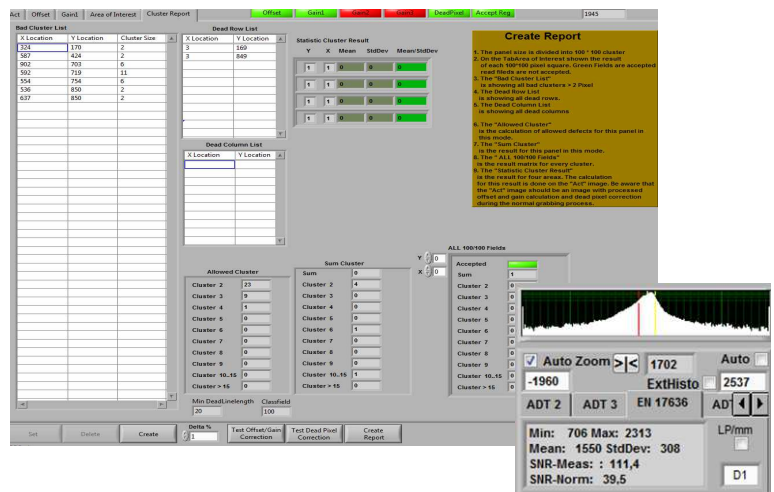 Act Offset Gain1 Area of Interest Cluster Report Offset Gain1 Gain2 Gain3 DeadPixel Accept Reg. 1945
Bad Cluster List
X Location Y Location Cluster Size
324 170 2
587 424 2
902 703 6
592 719 11
554 754 6
536 850 2
637 850 2
Dead Row List
X Location Y Location
3 169
3 849
Dead Column List
X Location Y Location
Statistic Cluster Result
Y X Mean StdDev Mean/StdDev
1 1 0 0 0
1 1 0 0 0
1 1 0 0 0
1 1 0 0 0
Create Report
1. The panel size is divided into 100 * 100 cluster
2. On the TabArea of Interest shown the result
of each 100*100 pixel square. Green Fields are accepted
read fileds are not accepted.
3. The "Bad Cluster List"
is showing all bad clusters > 2 Pixel
4. The Dead Row List
is showing all dead rows.
5. The Dead Column List
is showing all dead columns
6. The "Allowed Cluster"
is the calculation of allowed defects for this panel in
this mode.
7. The "Sum Cluster"
is the result for this panel in this mode.
8. The " ALL 100/100 Fields"
is the result matrix for every cluster.
9. The "Statistic Cluster Result"
is the result for four areas. The calculation
for this result is done on the "Act" image. Be aware that
the "Act" image should be an image with processed
offset and gain calculation and dead pixel correction
during the normal grabbing process.
Allowed Cluster
Cluster 2 23
Cluster 3 9
Cluster 4 1
Cluster 5 0
Cluster 6 0
Cluster 7 0
Cluster 8 0
Cluster 9 0
Cluster 10..15 0
Cluster > 15 0
Min DeadLinelength Classfield
20 100
Sum Cluster
Sum 0
Cluster 2 4
Cluster 3 0
Cluster 4 0
Cluster 5 0
Cluster 6 1
Cluster 7 0
Cluster 8 0
Cluster 9 0
Cluster 10..15 1
Cluster > 15 0
ALL 100/100 Fields
Y 0
X 0
Accepted
Sum 1
Cluster 2 0
Cluster 3 0
Cluster 4 0
Cluster 5 0
Cluster 6 0
Cluster 7 0
Cluster 8 0
Cluster 9 0
Cluster 10..15 0
Cluster > 15 0
Set Delete Create
Delta %
1
Test Offset/Gain
Correction
Test Dead Pixel
Correction
Create
Report
Auto Zoom >|< 1702 Auto
-1960 ExtHisto 2537
ADT 2 ADT 3 EN 17636 ADT
Min: 706 Max: 2313
Mean: 1550 StdDev: 308
SNR-Meas: : 111,4
SNR-Norm: 39,5
LP/mm
D1